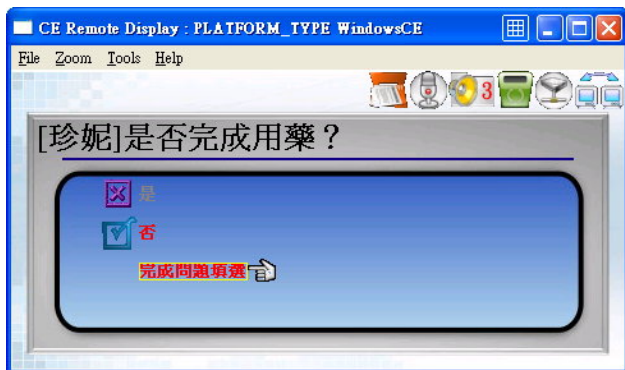 CE Remote Display : PLATFORM_TYPE WindowsCE
File Zoom Tools Help
3
[珍妮]是否完成用藥？
是
否
完成問題填選